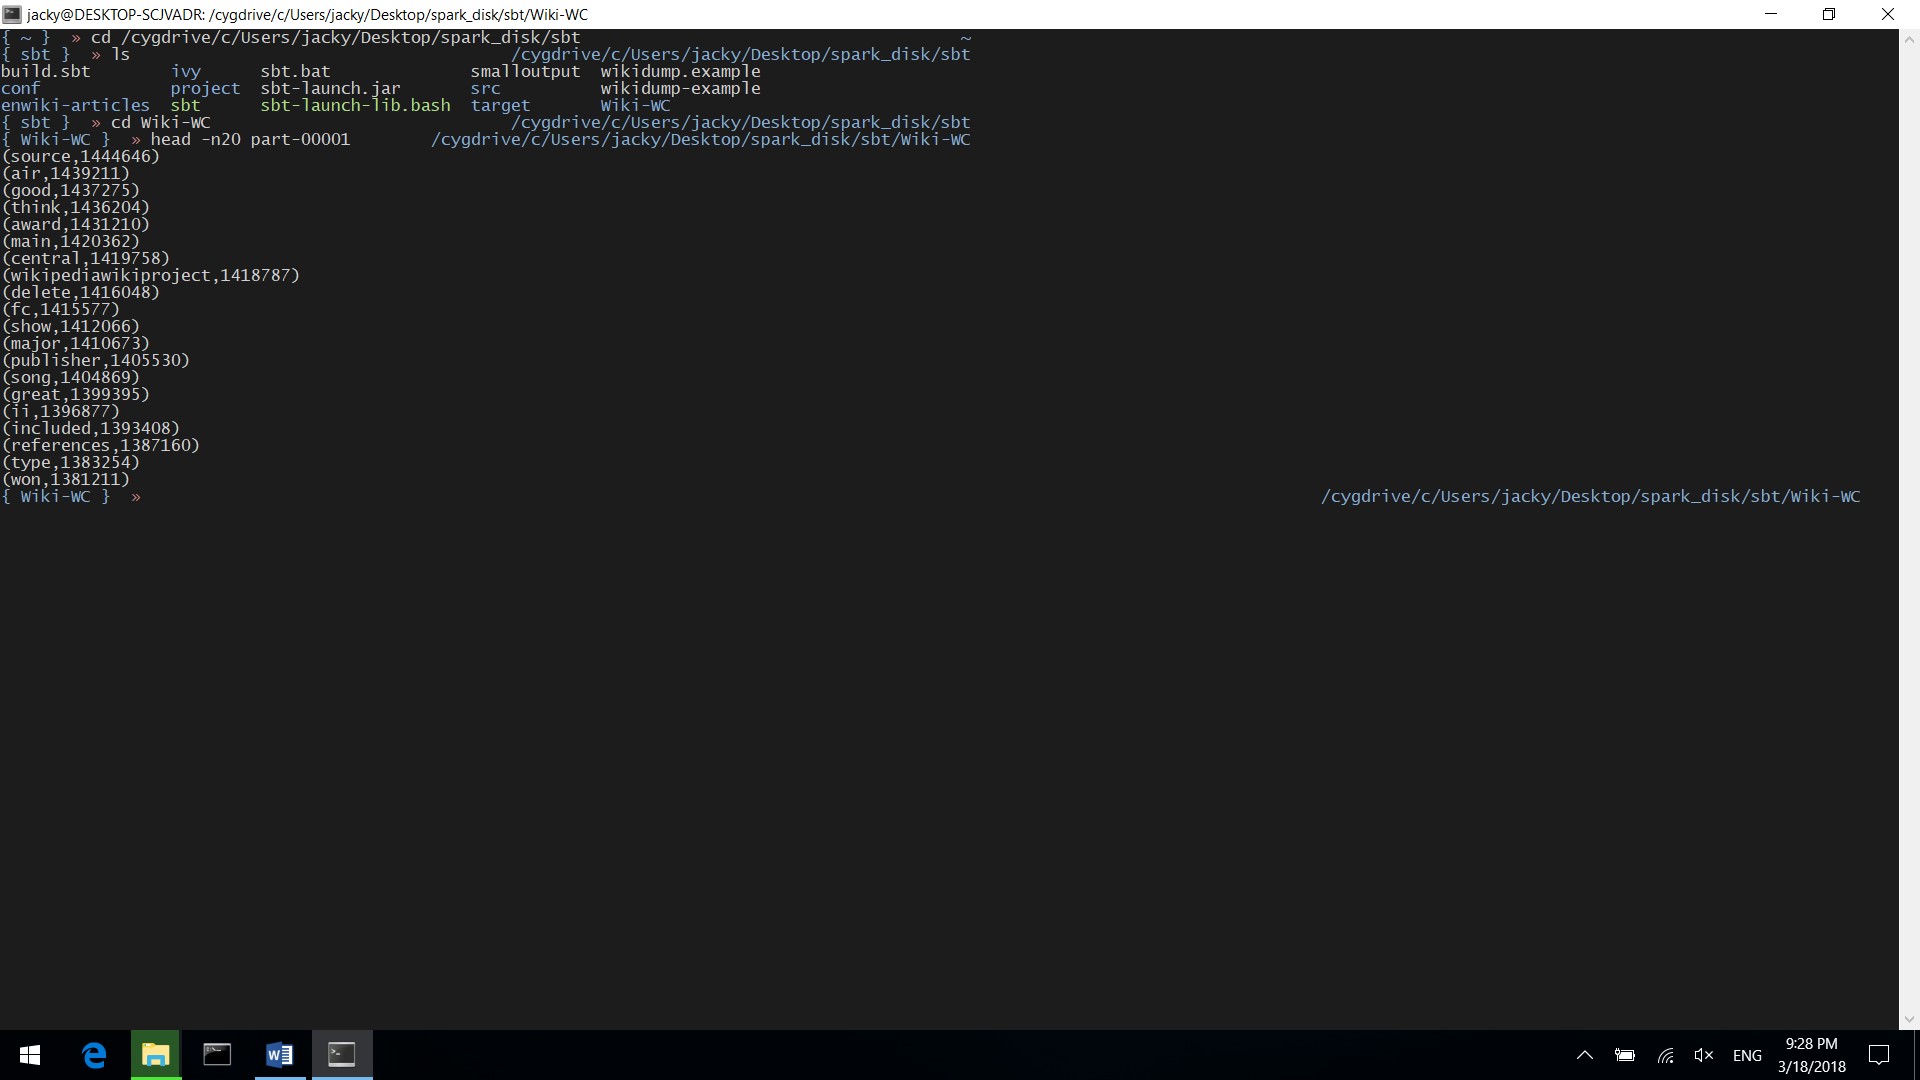 jacky@DESKTOP-SCJVADR: /cygdrive/c/Users/jacky/Desktop/spark_disk/sbt/Wiki-WC
{ ~ }  » cd /cygdrive/c/Users/jacky/Desktop/spark_disk/sbt ~
{ sbt }  » ls /cygdrive/c/Users/jacky/Desktop/spark_disk/sbt
build.sbt ivy sbt.bat smalloutput wikidump.example
conf project sbt-launch.jar src wikidump-example
enwiki-articles sbt sbt-launch-lib.bash target Wiki-WC
{ sbt }  » cd Wiki-WC /cygdrive/c/Users/jacky/Desktop/spark_disk/sbt
{ Wiki-WC }  » head -n20 part-00001 /cygdrive/c/Users/jacky/Desktop/spark_disk/sbt/Wiki-WC
(source,1444646)
(air,1439211)
(good,1437275)
(think,1436204)
(award,1431210)
(main,1420362)
(central,1419758)
(wikipediawikiproject,1418787)
(delete,1416048)
(fc,1415577)
(show,1412066)
(major,1410673)
(publisher,1405530)
(song,1404869)
(great,1399395)
(ii,1396877)
(included,1393408)
(references,1387160)
(type,1383254)
(won,1381211)
{ Wiki-WC }  » /cygdrive/c/Users/jacky/Desktop/spark_disk/sbt/Wiki-WC
ENG
9:28 PM
3/18/2018